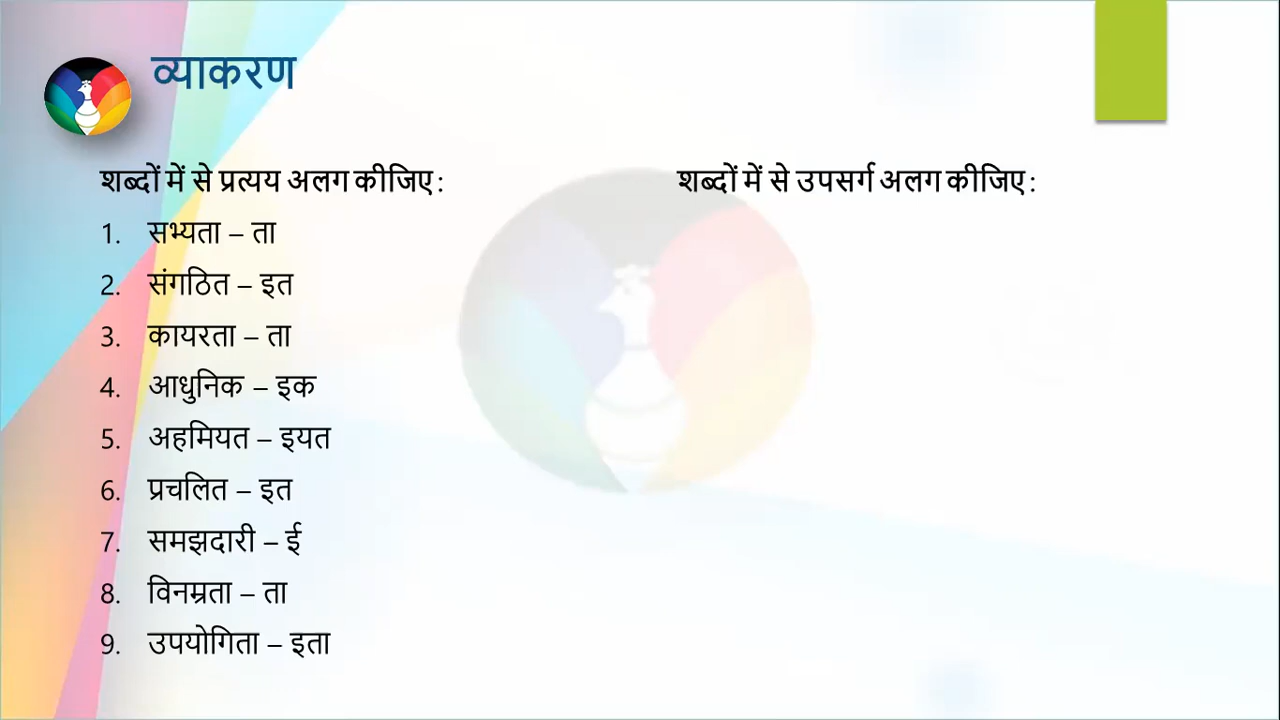 व्याकरण
शब्दों में से प्रत्यय अलग कीजिए :
1. सभ्यता – ता
2. संगठित – इत
3. कायरता – ता
4. आधुनिक – इक
5. अहमियत – इयत
6. प्रचलित – इत
7. समझदारी – ई
8. विनम्रता – ता
9. उपयोगिता – इता
शब्दों में से उपसर्ग अलग कीजिए :